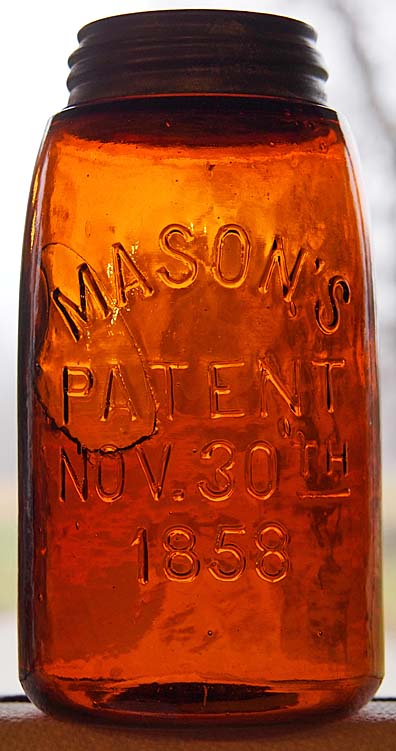 MASON'S
PATENT
NOV. 30TH
1858